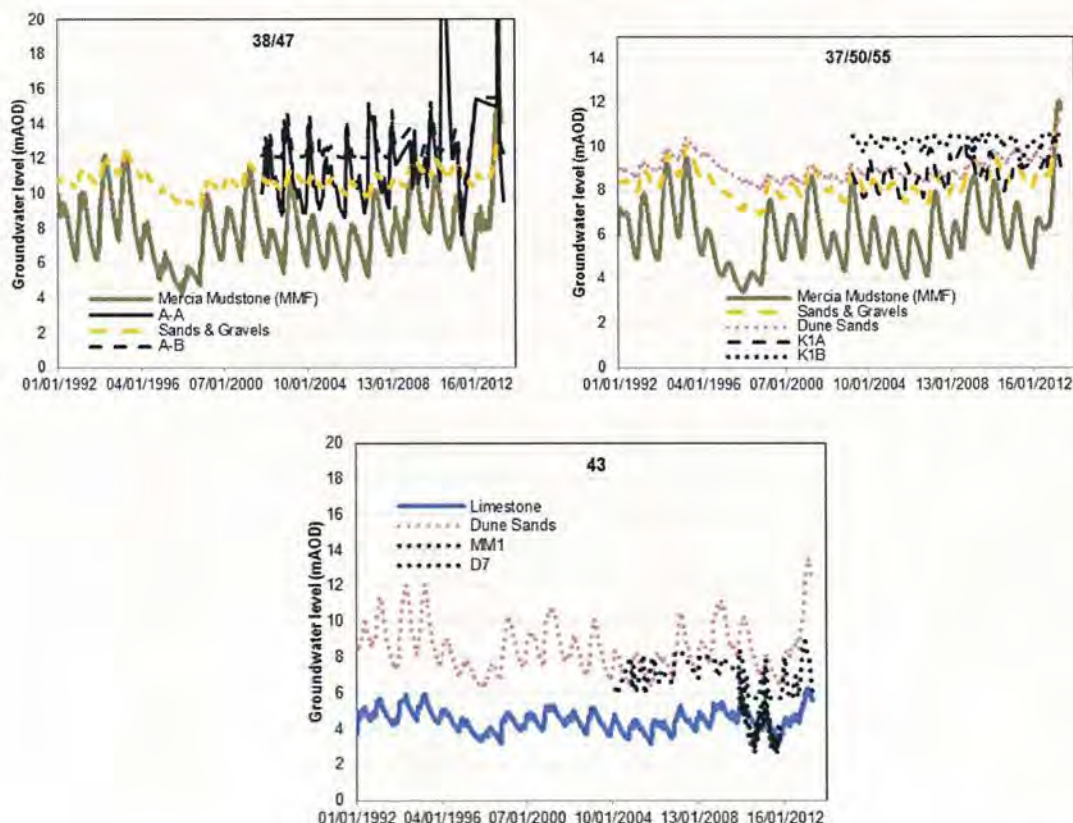 38/47
Groundwater level (mAOD)
20
18
16
14
12
10
8
6
4
2
0
Mercia Mudstone (MMF)
A-A
Sands & Gravels
A-B
01/01/1992 04/01/1996 07/01/2000 10/01/2004 13/01/2008 16/01/2012
37/50/55
Groundwater level (mAOD)
14
12
10
8
6
4
2
0
Mercia Mudstone (MMF)
Sands & Gravels
Dune Sands
K1A
K1B
01/01/1992 04/01/1996 07/01/2000 10/01/2004 13/01/2008 16/01/2012
43
Groundwater level (mAOD)
20
18
16
14
12
10
8
6
4
2
0
Limestone
Dune Sands
MM1
D7
01/01/1992 04/01/1996 07/01/2000 10/01/2004 13/01/2008 16/01/2012